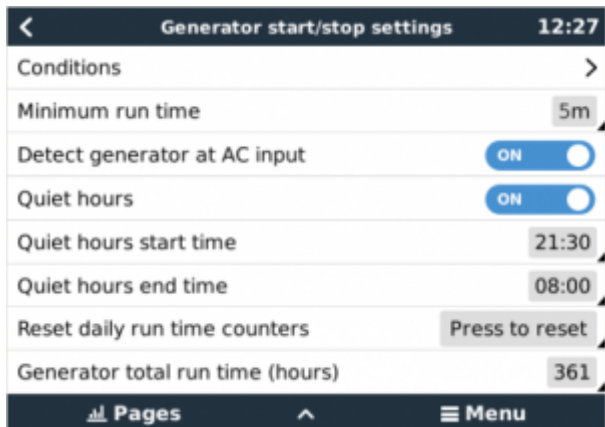 Generator start/stop settings 12:27
Conditions
Minimum run time 5m
Detect generator at AC input ON
Quiet hours ON
Quiet hours start time 21:30
Quiet hours end time 08:00
Reset daily run time counters Press to reset
Generator total run time (hours) 361
Pages Menu